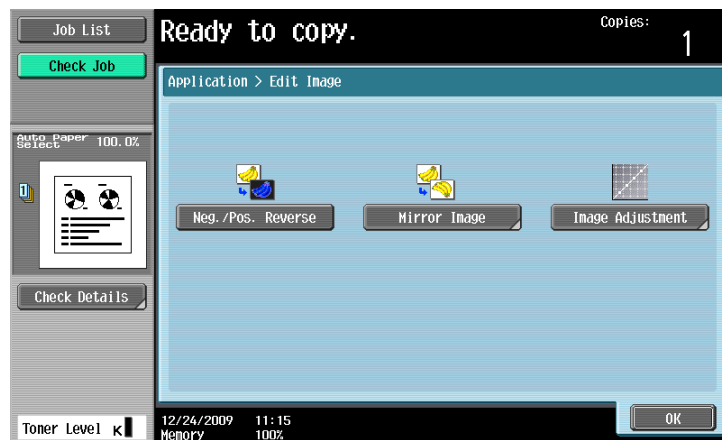 Job List
Check Job
Ready to copy.
Copies:
1
Application > Edit Image
Auto Paper
Select
100.0%
Neg./Pos. Reverse
Mirror Image
Image Adjustment
Check Details
OK
Toner Level K
12/24/2009 11:15
Memory 100%